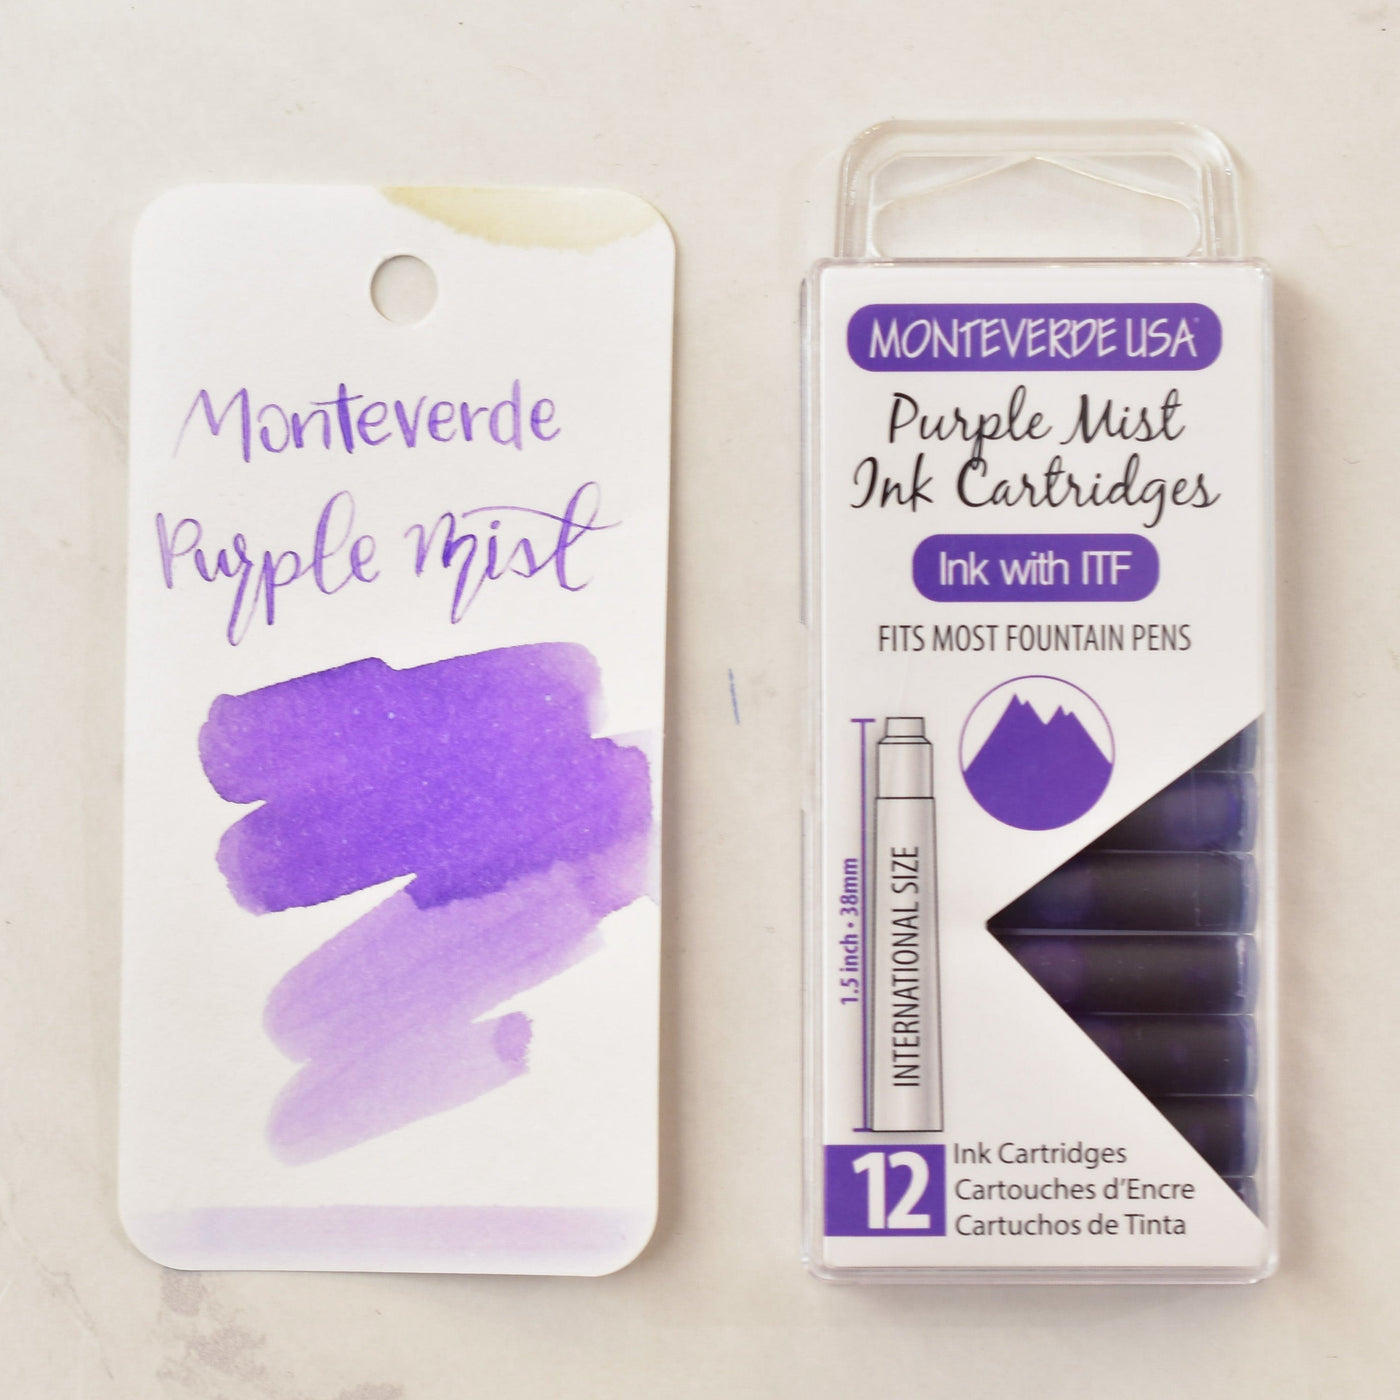 Monteverde
Purple Mist
MONTEVERDE USA
Purple Mist
Ink Cartridges
Ink with ITF
FITS MOST FOUNTAIN PENS
1.5 inch • 38mm
INTERNATIONAL SIZE
12
Ink Cartridges
Cartouches d'Encre
Cartuchos de Tinta